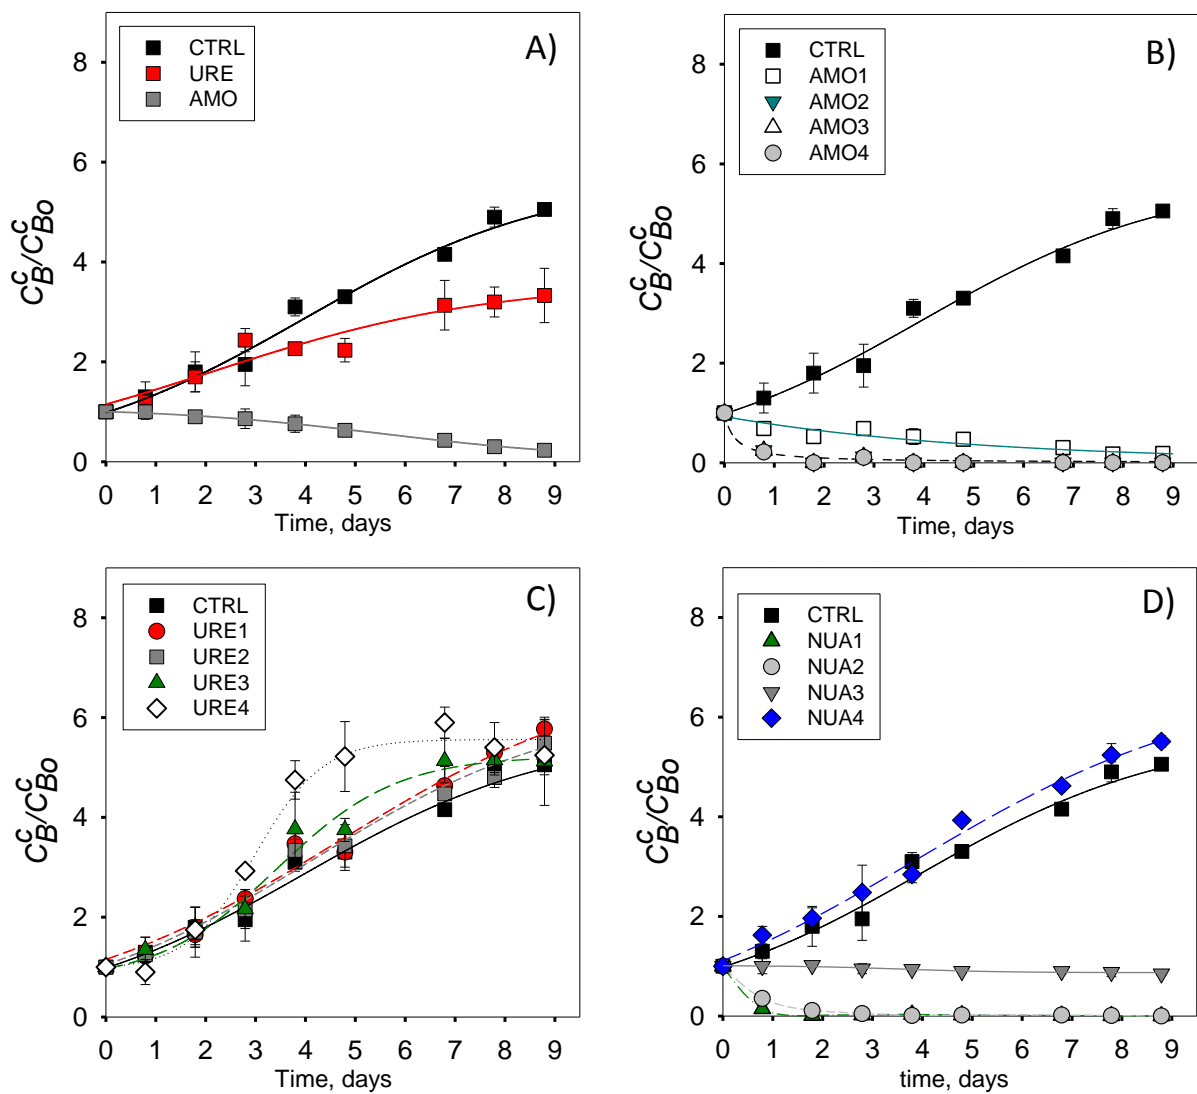 A)
CTRL
URE
AMO
C_B^c/C_Bo^c
8
6
4
2
0
0 1 2 3 4 5 6 7 8 9
Time, days
B)
CTRL
AMO1
AMO2
AMO3
AMO4
C_B^c/C_Bo^c
8
6
4
2
0
0 1 2 3 4 5 6 7 8 9
Time, days
C)
CTRL
URE1
URE2
URE3
URE4
C_B^c/C_Bo^c
8
6
4
2
0
0 1 2 3 4 5 6 7 8 9
Time, days
D)
CTRL
NUA1
NUA2
NUA3
NUA4
C_B^c/C_Bo^c
8
6
4
2
0
0 1 2 3 4 5 6 7 8 9
time, days